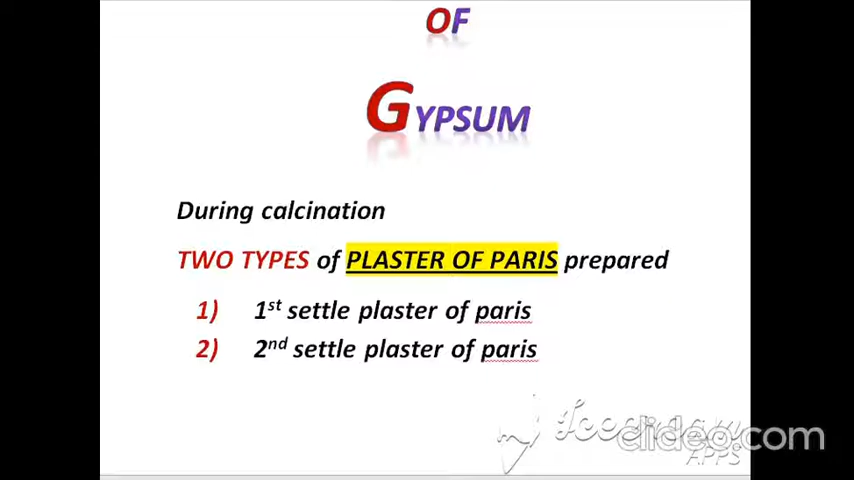 OF
GYPSUM
During calcination
TWO TYPES of PLASTER OF PARIS prepared
1) 1st settle plaster of paris
2) 2nd settle plaster of paris
clideo.com
APPS